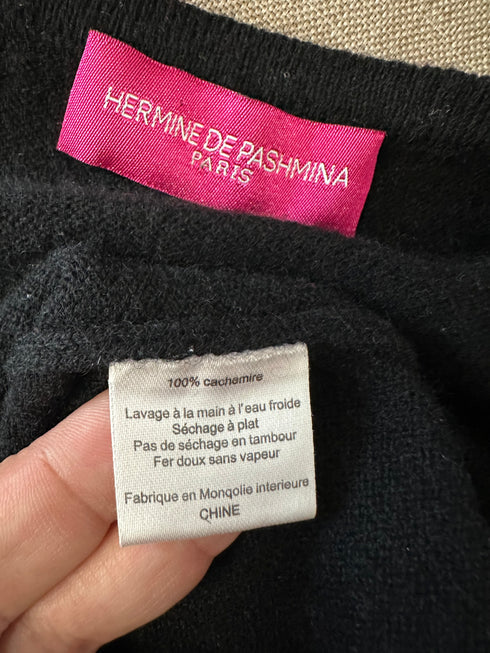 HERMINE DE PASHMINA
PARIS
100% cachemire
Lavage à la main à l'eau froide
Séchage à plat
Pas de séchage en tambour
Fer doux sans vapeur
Fabrique en Mongolie interieure
CHINE